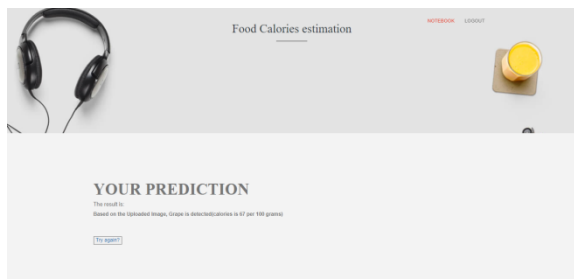 NOTEBOOK LOGOUT
Food Calories estimation
YOUR PREDICTION
The result is
Based on the Uploaded Image, Grape is detected(calories is 67 per 100 grams)
Try again?